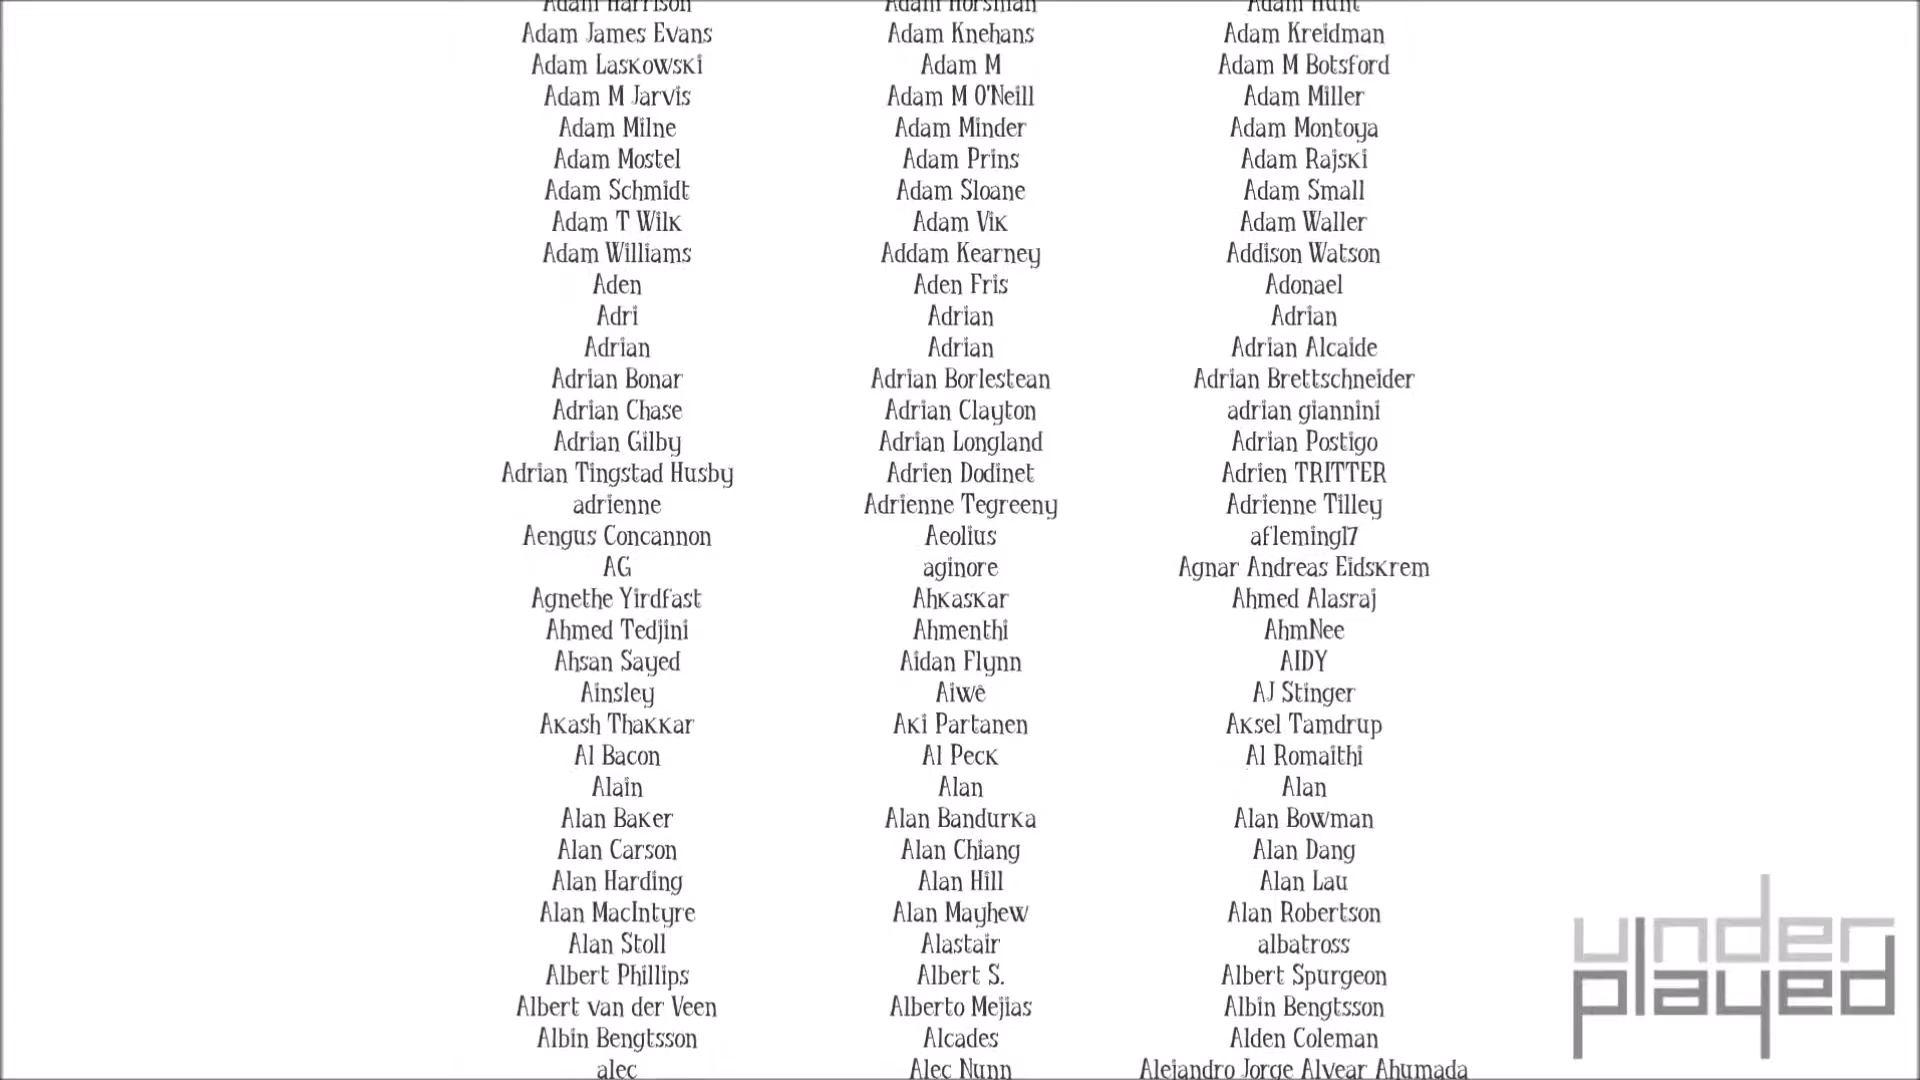 Adam Harrison Adam Horsman Adam Hunt
Adam James Evans Adam Knehans Adam Kreidman
Adam Laskowski Adam M Adam M Botsford
Adam M Jarvis Adam M O'Neill Adam Miller
Adam Milne Adam Minder Adam Montoya
Adam Mostel Adam Prins Adam Rajski
Adam Schmidt Adam Sloane Adam Small
Adam T Wilk Adam Vik Adam Waller
Adam Williams Addam Kearney Addison Watson
Aden Aden Fris Adonael
Adri Adrian Adrian
Adrian Adrian Adrian Alcaide
Adrian Bonar Adrian Borlestean Adrian Brettschneider
Adrian Chase Adrian Clayton adrian giannini
Adrian Gilby Adrian Longland Adrian Postigo
Adrian Tingstad Husby Adrien Dodinet Adrien TRITTER
adrienne Adrienne Tegreeny Adrienne Tilley
Aengus Concannon Aeolius afleming17
AG aginore Agnar Andreas Eidskrem
Agnethe Yirdfast Ahkaskar Ahmed Alasraj
Ahmed Tedjini Ahmenthi AhmNee
Ahsan Sayed Aidan Flynn AIDY
Ainsley Aiwê AJ Stinger
Akash Thakkar Aki Partanen Aksel Tamdrup
Al Bacon Al Peck Al Romaithi
Alain Alan Alan
Alan Baker Alan Bandurka Alan Bowman
Alan Carson Alan Chiang Alan Dang
Alan Harding Alan Hill Alan Lau
Alan MacIntyre Alan Mayhew Alan Robertson
Alan Stoll Alastair albatross
Albert Phillips Albert S. Albert Spurgeon
Albert van der Veen Alberto Mejias Albin Bengtsson
Albin Bengtsson Alcades Alden Coleman
alec Alec Nunn Alejandro Jorge Alvear Ahumada
under
played